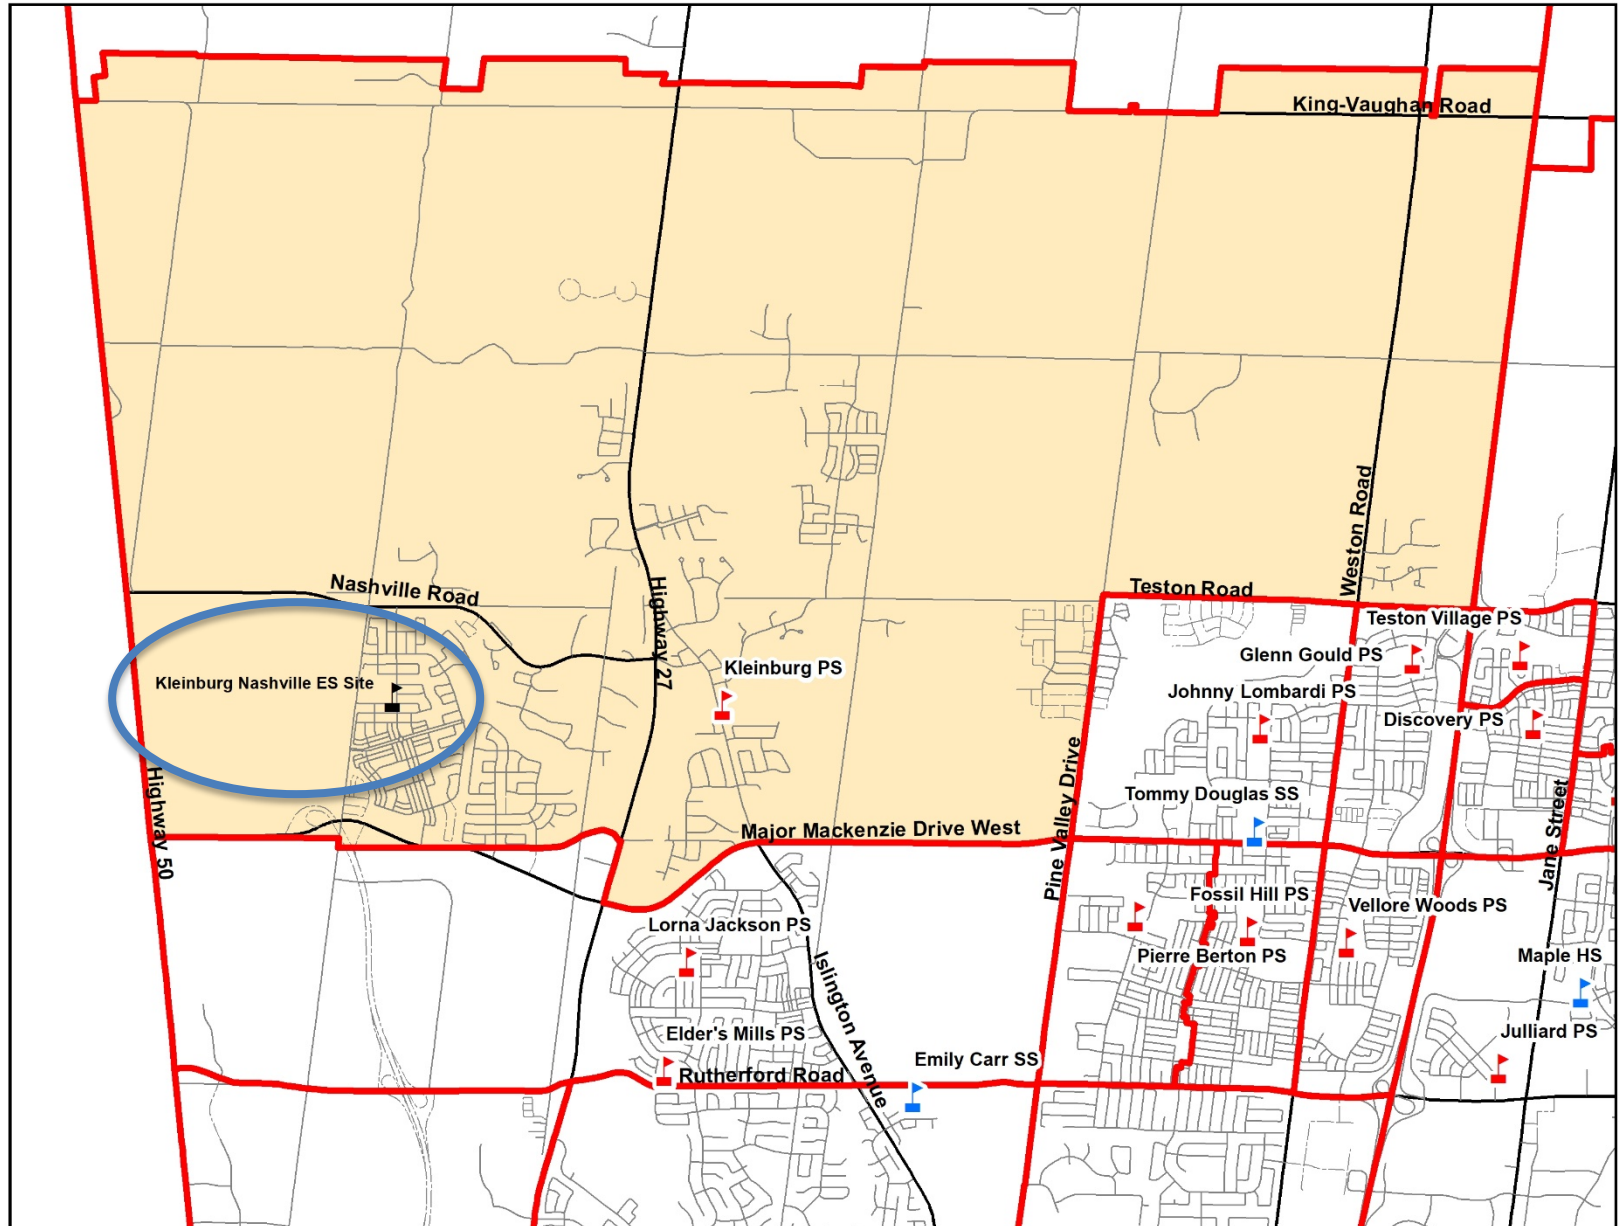 King-Vaughan Road
Weston Road
Nashville Road
Teston Road
Highway 27
Teston Village PS
Glenn Gould PS
Kleinburg PS
Kleinburg Nashville ES Site
Johnny Lombardi PS
Discovery PS
Pine Valley Drive
Highway 50
Tommy Douglas SS
Jane Street
Major Mackenzie Drive West
Fossil Hill PS
Vellore Woods PS
Lorna Jackson PS
Pierre Berton PS
Maple HS
Islington Avenue
Elder's Mills PS
Julliard PS
Emily Carr SS
Rutherford Road